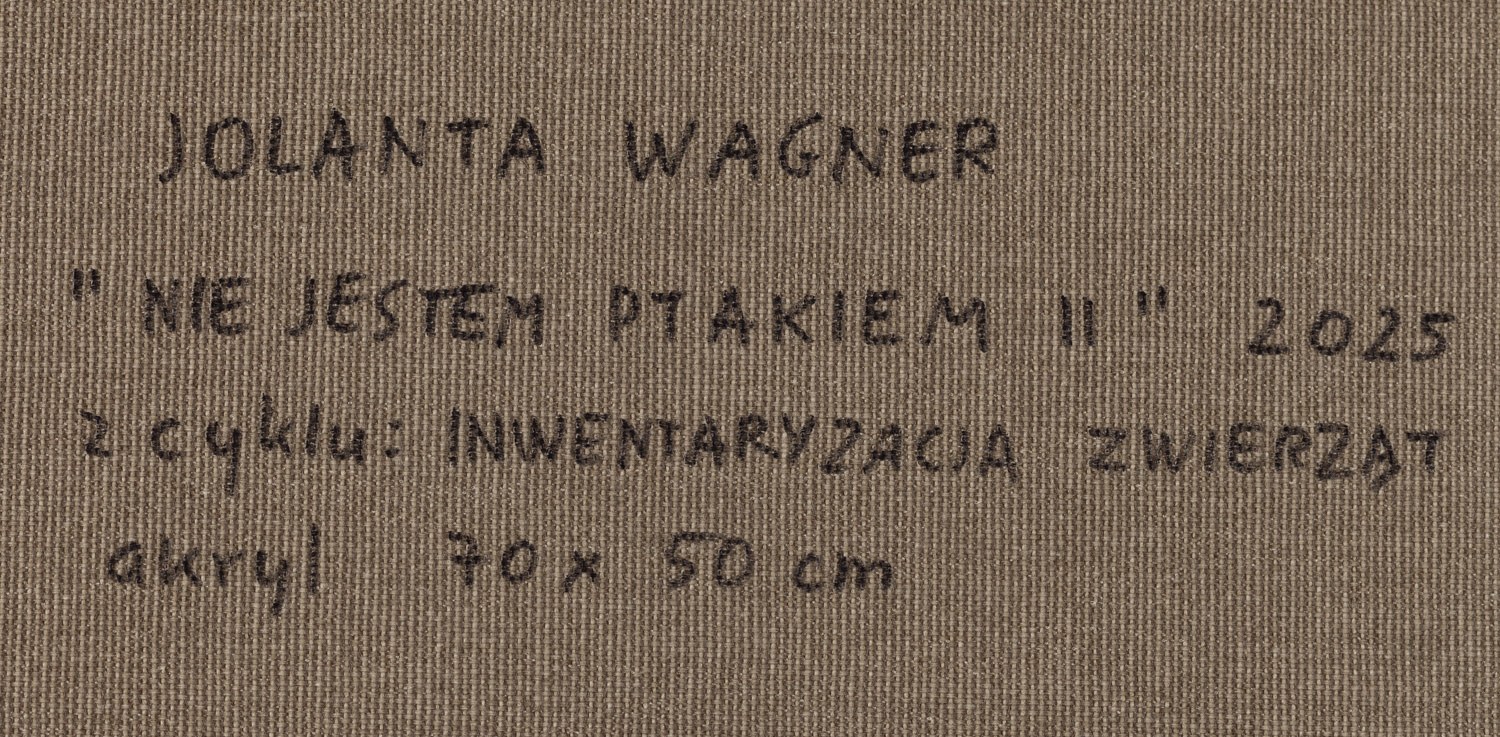 JOLANTA WAGNER
" NIE JESTEM PTAKIEM II " 2025
z cyklu: INWENTARYZACJA ZWIERZĄT
akryl 70 x 50 cm